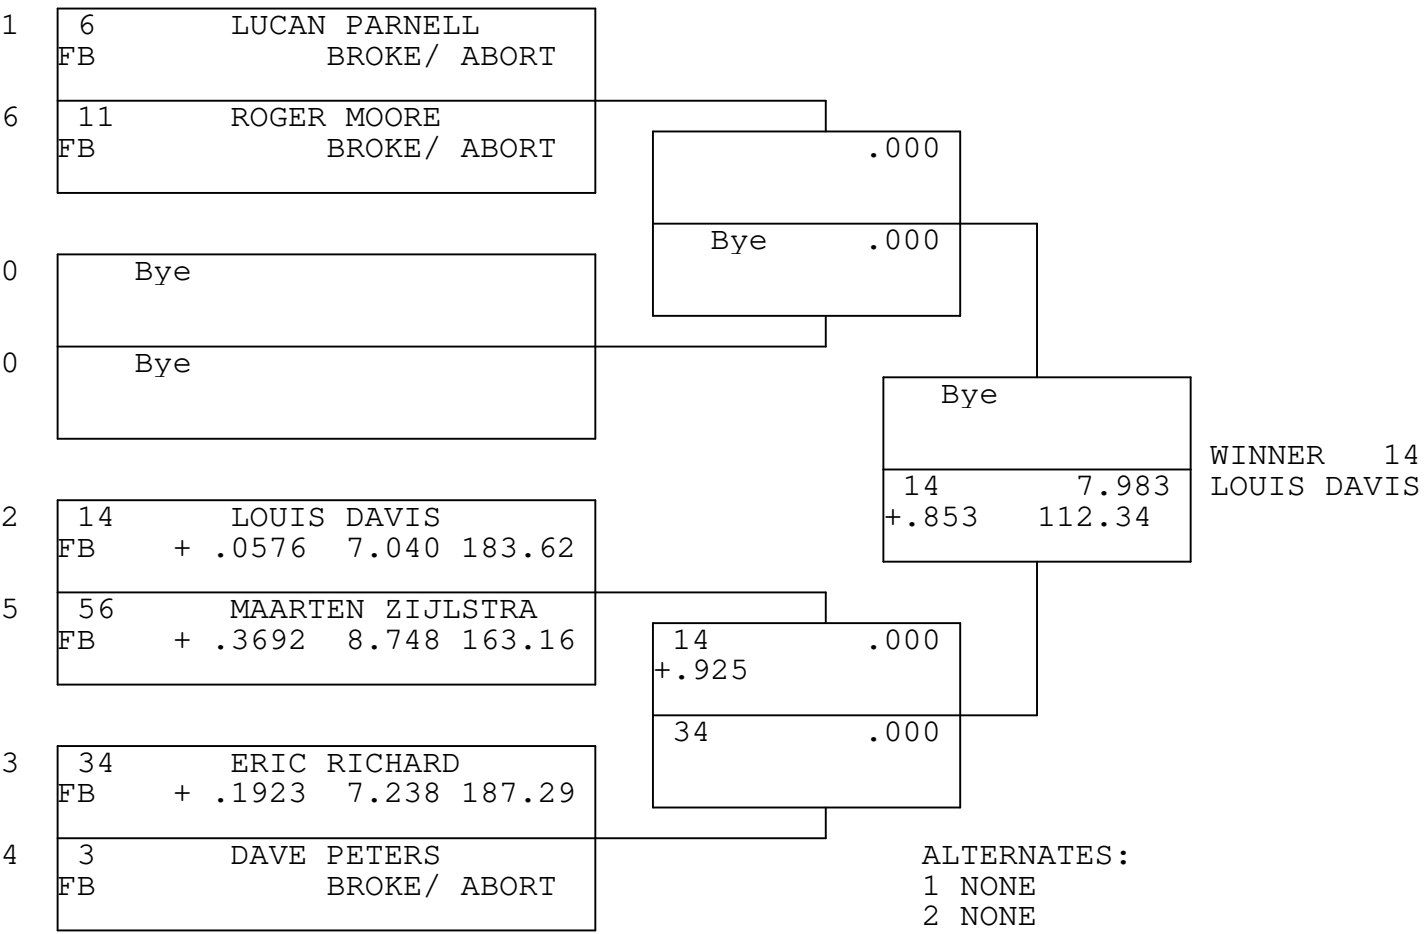 1 6 LUCAN PARNELL
FB BROKE/ ABORT
6 11 ROGER MOORE
FB BROKE/ ABORT
.000
Bye .000
0 Bye
0 Bye
Bye
WINNER 14
LOUIS DAVIS
14 7.983
+.853 112.34
2 14 LOUIS DAVIS
FB + .0576 7.040 183.62
5 56 MAARTEN ZIJLSTRA
FB + .3692 8.748 163.16
14 .000
+.925
34 .000
3 34 ERIC RICHARD
FB + .1923 7.238 187.29
4 3 DAVE PETERS
FB BROKE/ ABORT
ALTERNATES:
1 NONE
2 NONE